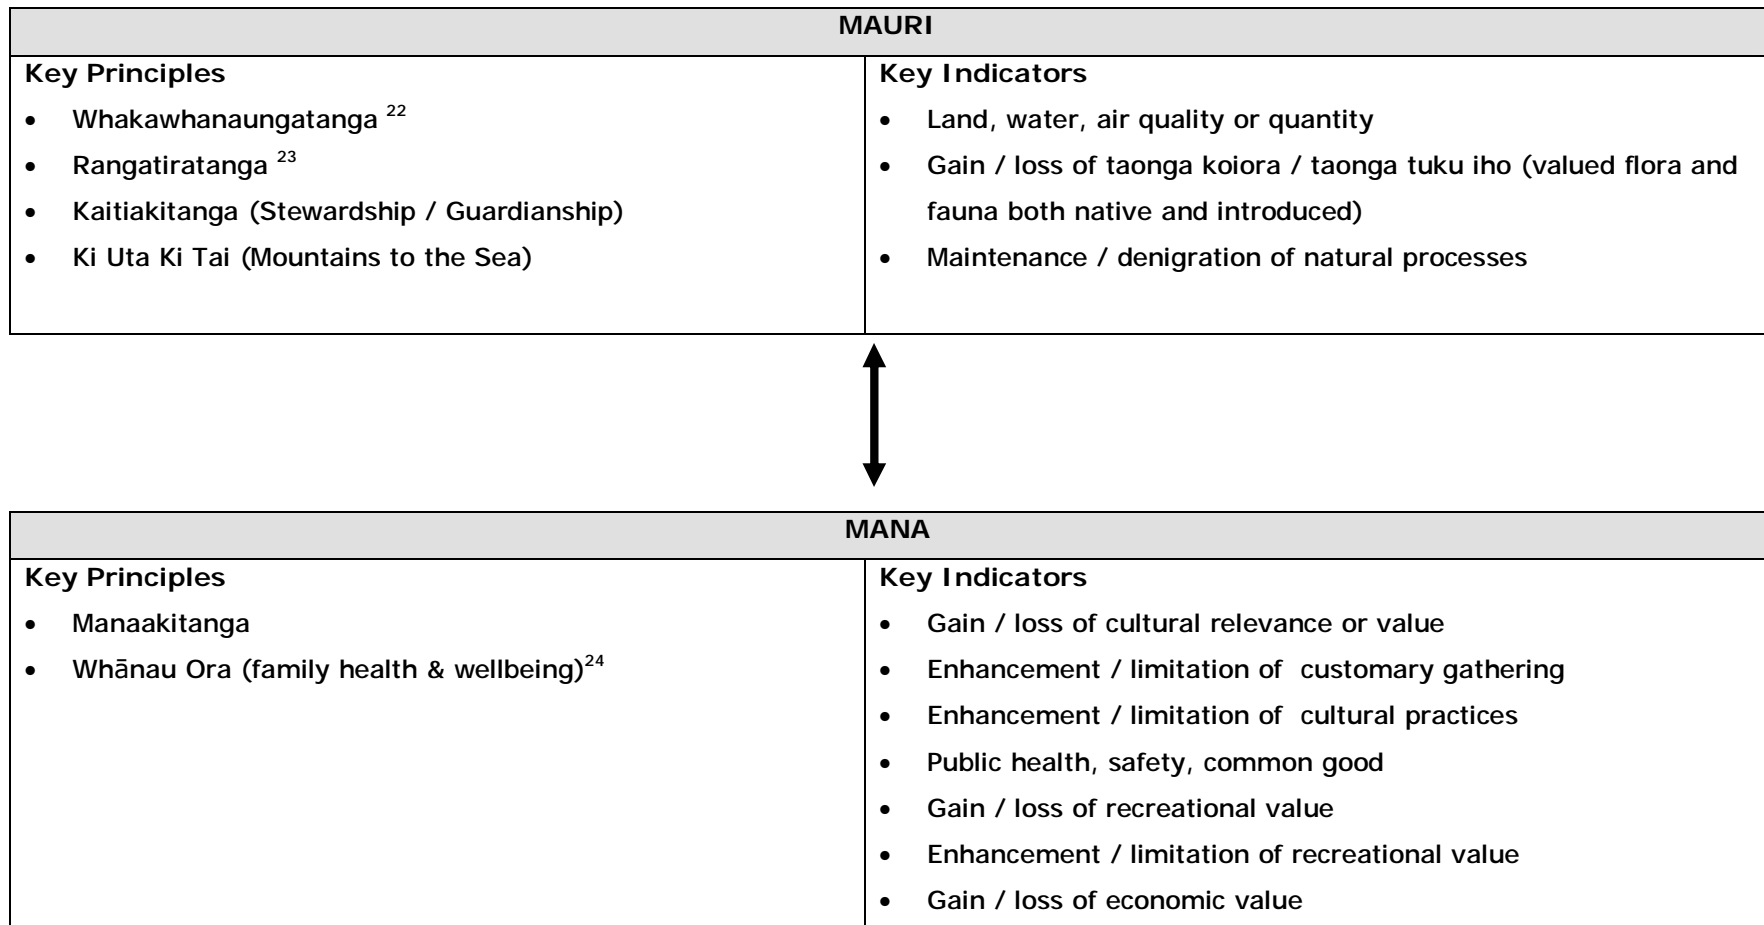 MAURI
Key Principles
• Whakawhanaungatanga 22
• Rangatiratanga 23
• Kaitiakitanga (Stewardship / Guardianship)
• Ki Uta Ki Tai (Mountains to the Sea)
Key Indicators
• Land, water, air quality or quantity
• Gain / loss of taonga koiora / taonga tuku iho (valued flora and
fauna both native and introduced)
• Maintenance / denigration of natural processes
MANA
Key Principles
• Manaakitanga
• Whānau Ora (family health & wellbeing)24
Key Indicators
• Gain / loss of cultural relevance or value
• Enhancement / limitation of customary gathering
• Enhancement / limitation of cultural practices
• Public health, safety, common good
• Gain / loss of recreational value
• Enhancement / limitation of recreational value
• Gain / loss of economic value